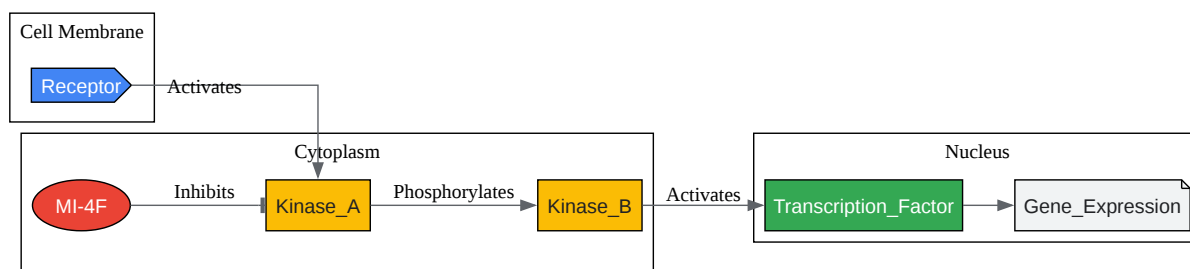 Cell Membrane
Receptor
Activates
Cytoplasm
MI-4F
Inhibits
Kinase_A
Phosphorylates
Kinase_B
Activates
Nucleus
Transcription_Factor
Gene_Expression